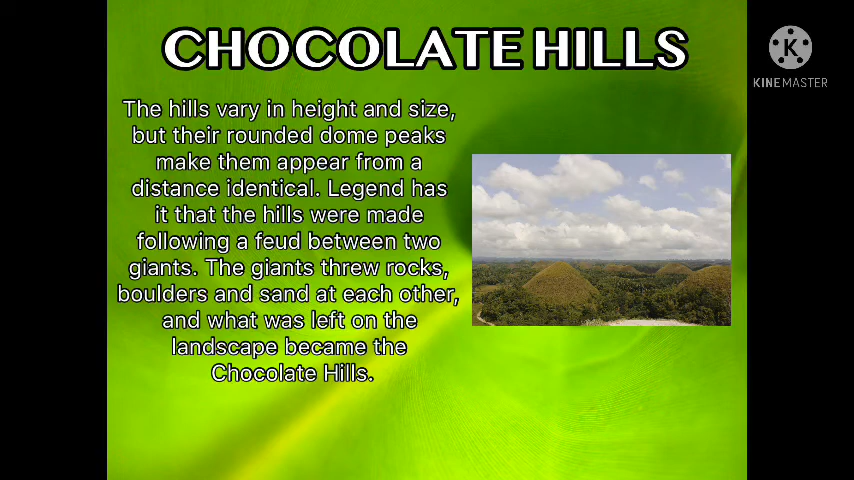 CHOCOLATE HILLS
K
KINEMASTER
The hills vary in height and size,
but their rounded dome peaks
make them appear from a
distance identical. Legend has
it that the hills were made
following a feud between two
giants. The giants threw rocks,
boulders and sand at each other,
and what was left on the
landscape became the
Chocolate Hills.